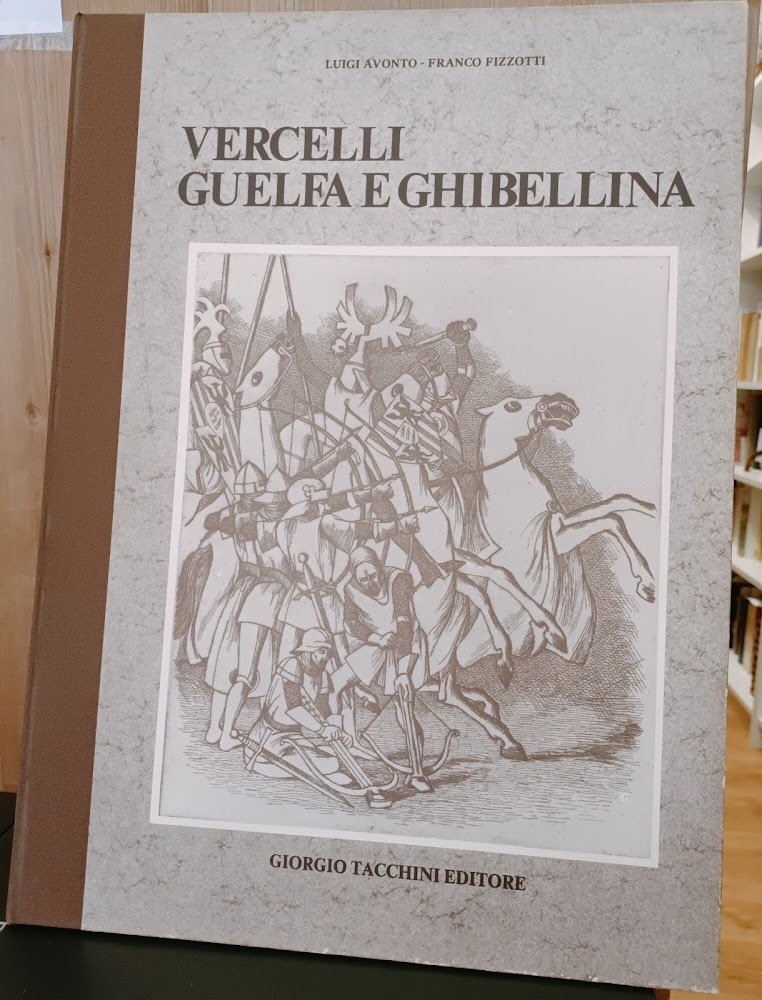 LUIGI AVONTO - FRANCO FIZZOTTI
VERCELLI
GUELFA E GHIBELLINA
GIORGIO TACCHINI EDITORE